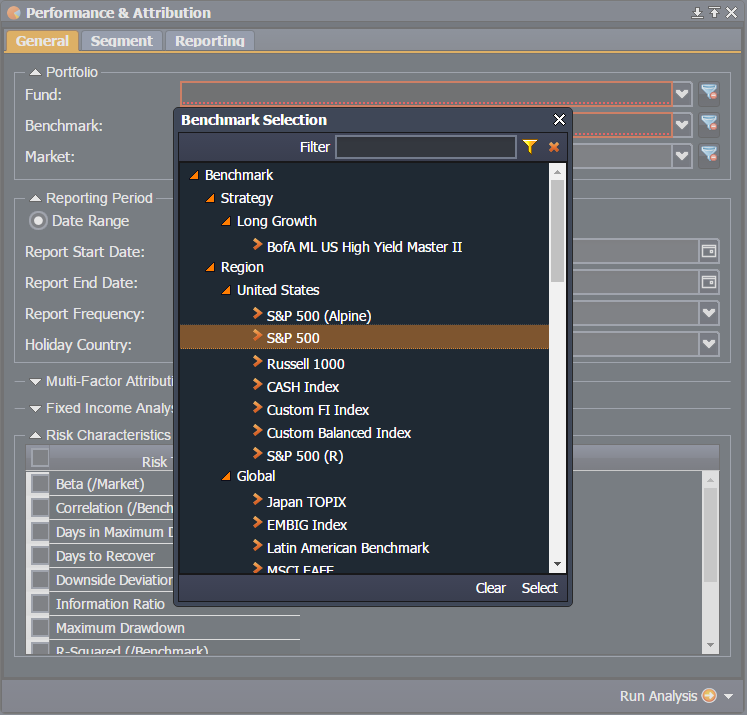 Performance & Attribution
General Segment Reporting
Portfolio
Fund:
Benchmark:
Market:
Reporting Period
Date Range
Report Start Date:
Report End Date:
Report Frequency:
Holiday Country:
Multi-Factor Attributi
Fixed Income Analys
Risk Characteristics
Risk T
Beta (/Market)
Correlation (/Bench
Days in Maximum D
Days to Recover
Downside Deviation
Information Ratio
Maximum Drawdown
R-Squared (/Benchmark)
Benchmark Selection
Filter
Benchmark
Strategy
Long Growth
BofA ML US High Yield Master II
Region
United States
S&P 500 (Alpine)
S&P 500
Russell 1000
CASH Index
Custom FI Index
Custom Balanced Index
S&P 500 (R)
Global
Japan TOPIX
EMBIG Index
Latin American Benchmark
MSCI EAFE
Clear Select
Run Analysis